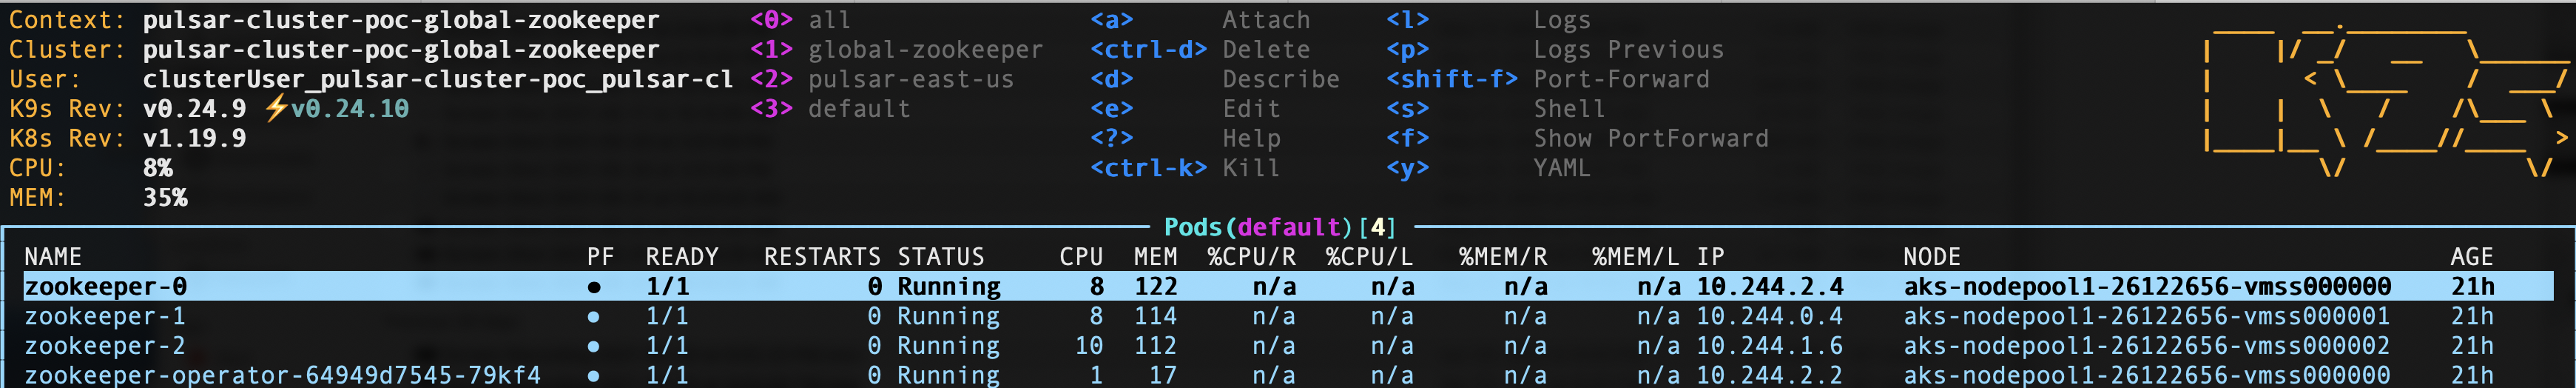 Context: pulsar-cluster-poc-global-zookeeper <0> all <a> Attach <l> Logs
Cluster: pulsar-cluster-poc-global-zookeeper <1> global-zookeeper <ctrl-d> Delete <p> Logs Previous
User: clusterUser_pulsar-cluster-poc_pulsar-cl <2> pulsar-east-us <d> Describe <shift-f> Port-Forward
K9s Rev: v0.24.9 ⚡v0.24.10 <3> default <e> Edit <s> Shell
K8s Rev: v1.19.9 <?> Help <f> Show PortForward
CPU: 8% <ctrl-k> Kill <y> YAML
MEM: 35%
Pods(default)[4]
NAME PF READY RESTARTS STATUS CPU MEM %CPU/R %CPU/L %MEM/R %MEM/L IP NODE AGE
zookeeper-0 ● 1/1 0 Running 8 122 n/a n/a n/a n/a 10.244.2.4 aks-nodepool1-26122656-vmss000000 21h
zookeeper-1 ● 1/1 0 Running 8 114 n/a n/a n/a n/a 10.244.0.4 aks-nodepool1-26122656-vmss000001 21h
zookeeper-2 ● 1/1 0 Running 10 112 n/a n/a n/a n/a 10.244.1.6 aks-nodepool1-26122656-vmss000002 21h
zookeeper-operator-64949d7545-79kf4 ● 1/1 0 Running 1 17 n/a n/a n/a n/a 10.244.2.2 aks-nodepool1-26122656-vmss000000 21h